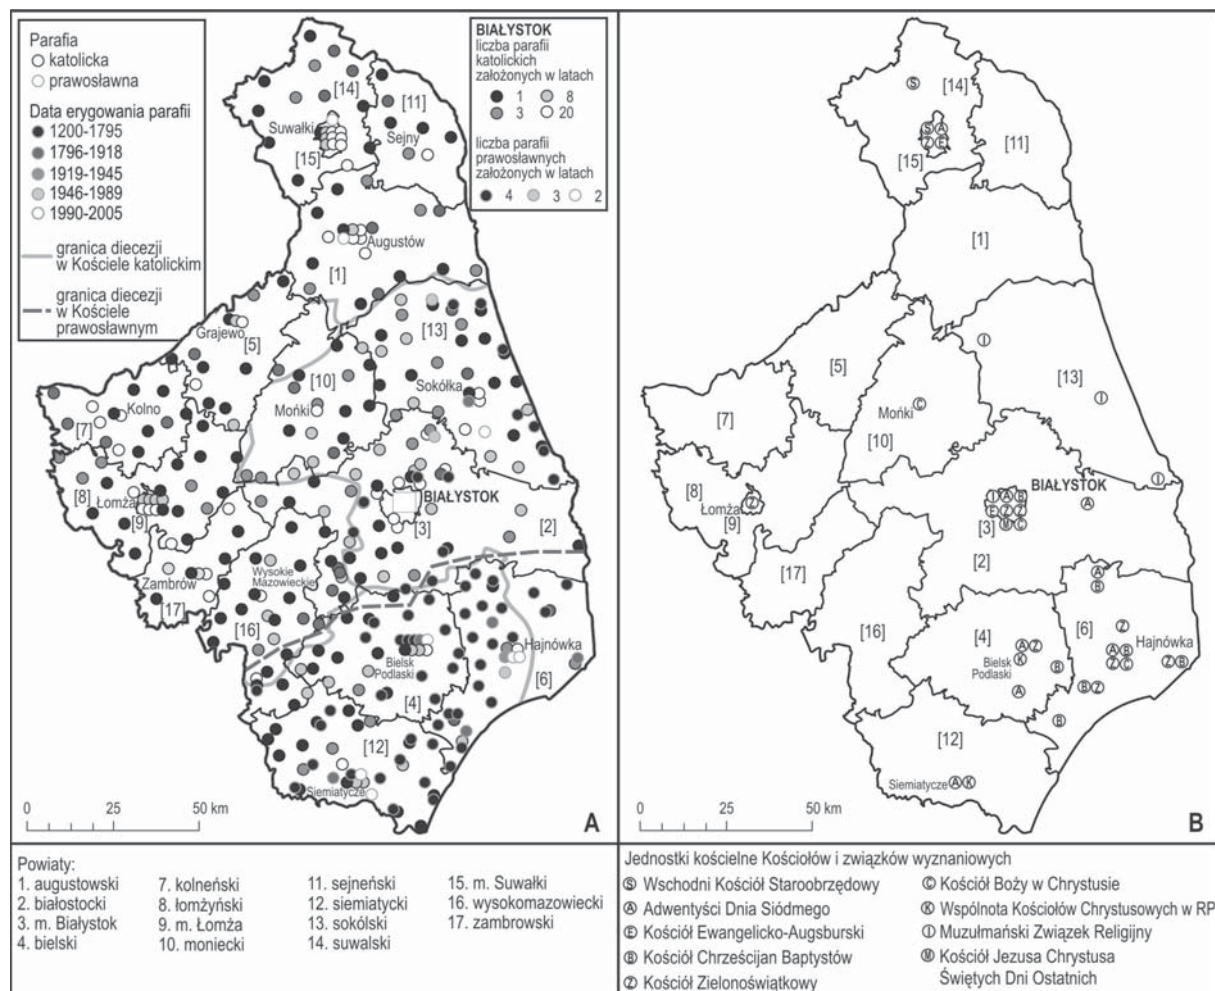 Parafia
katolicka
prawosławna
Data erygowania parafii
1200-1795
1796-1918
1919-1945
1946-1989
1990-2005
granica diecezji
w Kościele katolickim
granica diecezji
w Kościele
prawosławnym
BIAŁYSTOK
liczba parafii
katolickich
założonych w latach
1 8
3 20
liczba parafii
prawosławnych
założonych w latach
4 3 2
[14]
[11]
Suwałki
Sejny
[15]
Augustów
[1]
Grajewo
[5]
[13]
[10]
Sokółka
Kolno
Mońki
[7]
[8]
Łomża
[9]
BIAŁYSTOK
[3]
[2]
Zambrów
Wysokie
Mazowieckie
[17]
[16]
Hajnówka
Bielsk
Podlaski
[6]
[4]
[12]
Siemiatycze
0 25 50 km
A
[14]
S
S A
Z E
[11]
[15]
[1]
I
[5]
[13]
I
C
Mońki
[7]
[10]
[8]
Łomża
Z
[9]
BIAŁYSTOK
I
I A B
E Z Z
M C
A
[3]
[2]
[17]
A
B
[16]
[4]
[6]
Z
Hajnówka
A Z
K
A B
Z C
Z B
Bielsk
Podlaski
B
A
B Z
B
[12]
Siemiatycze
A K
0 25 50 km
B
Powiaty:
1. augustowski
2. białostocki
3. m. Białystok
4. bielski
7. kolneński
8. łomżyński
9. m. Łomża
10. moniecki
11. sejneński
12. siemiatycki
13. sokólski
14. suwalski
15. m. Suwałki
16. wysokomazowiecki
17. zambrowski
Jednostki kościelne Kościołów i związków wyznaniowych
S Wschodni Kościół Staroobrzędowy
A Adwentyści Dnia Siódmego
E Kościół Ewangelicko-Augsburski
B Kościół Chrześcijan Baptystów
Z Kościół Zielonoświątkowy
C Kościół Boży w Chrystusie
K Wspólnota Kościołów Chrystusowych w RP
I Muzułmański Związek Religijny
M Kościół Jezusa Chrystusa
Świętych Dni Ostatnich